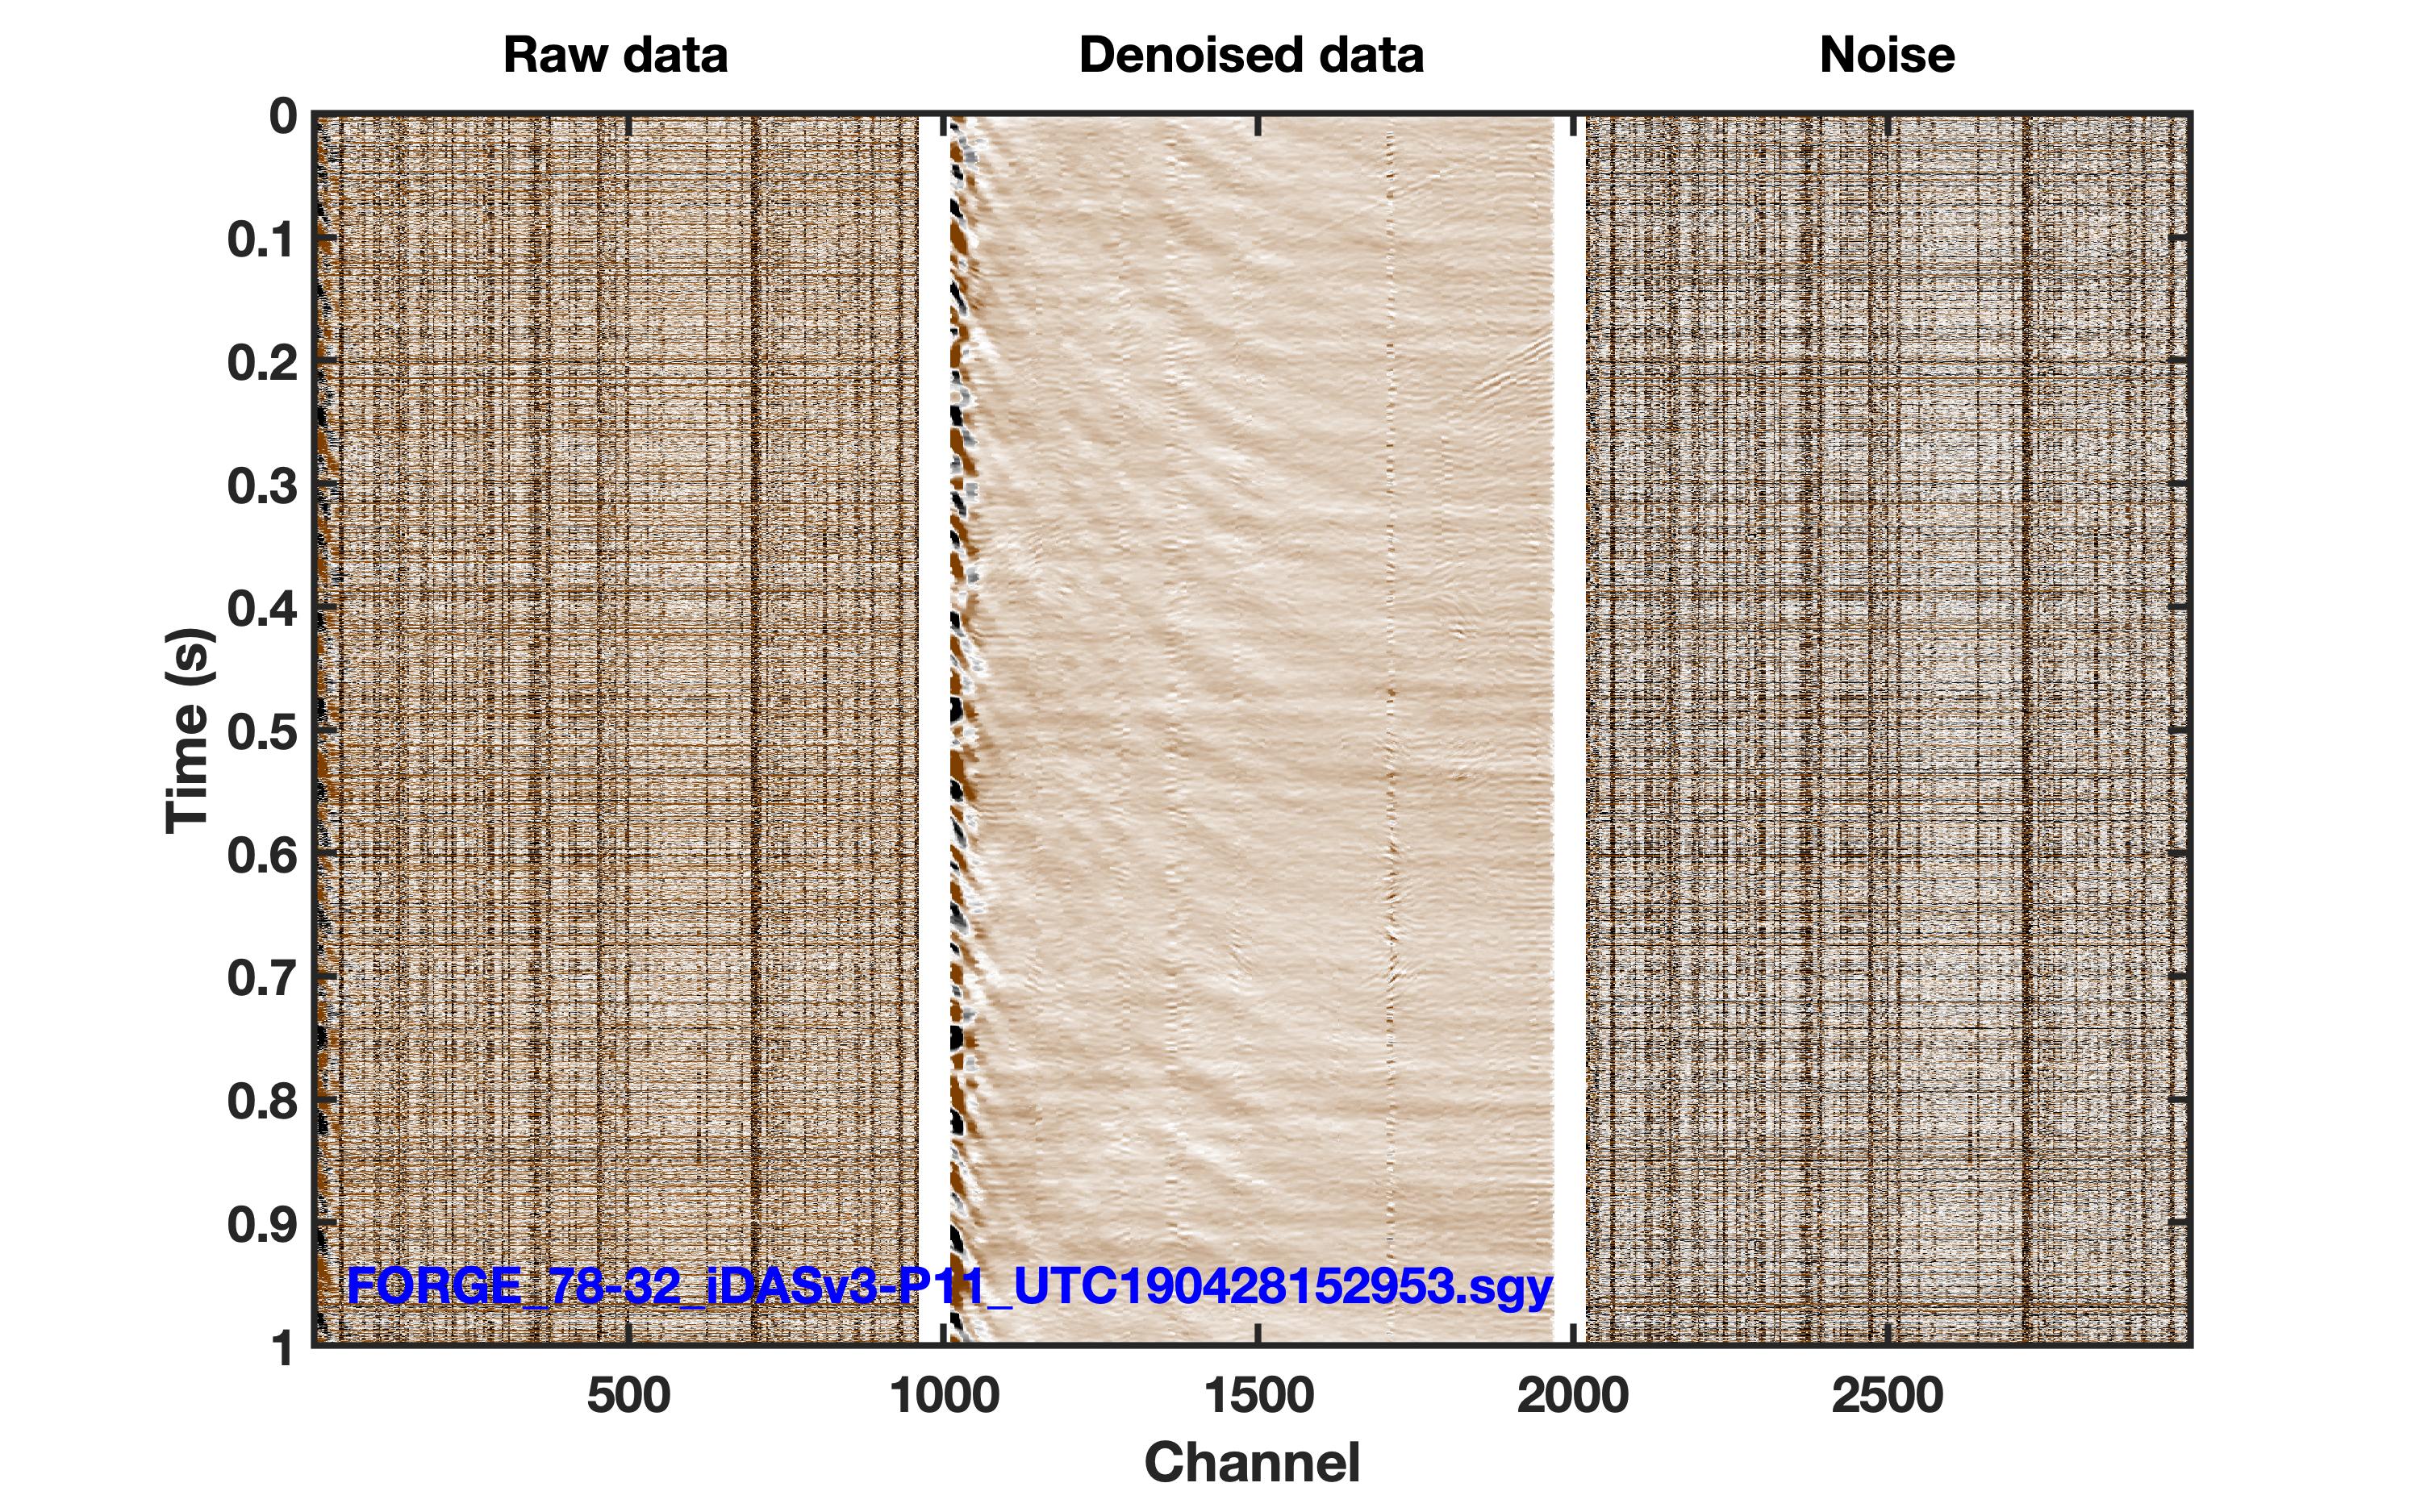 Raw data Denoised data Noise
0
0.1
0.2
0.3
0.4
0.5
0.6
0.7
0.8
0.9
1
Time (s)
FORGE_78-32_iDASv3-P11_UTC190428152953.sgy
500 1000 1500 2000 2500
Channel